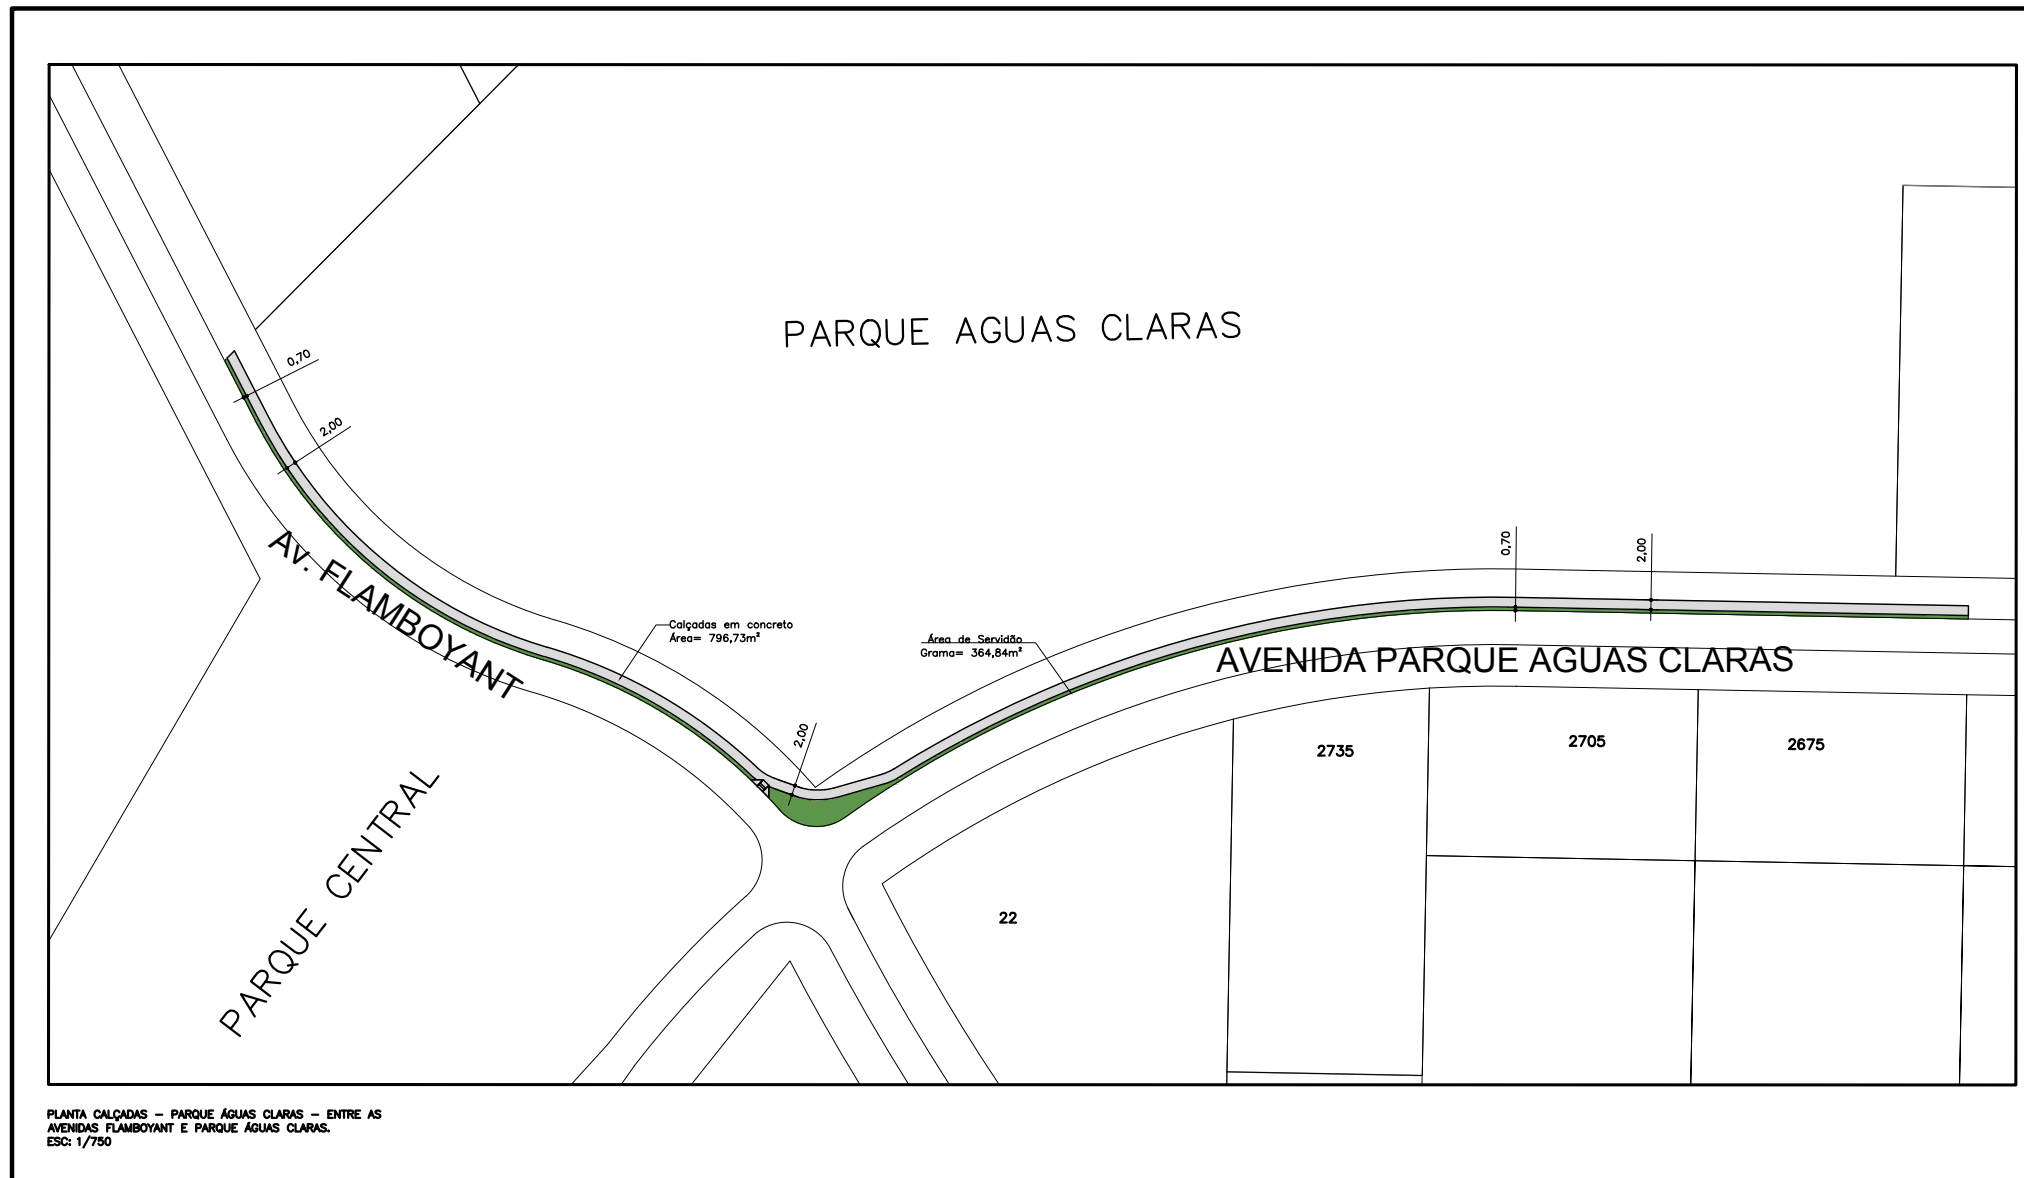 PARQUE AGUAS CLARAS
0,70
2,00
AV. FLAMBOYANT
Calçadas em concreto
Área= 796,73m²
Área de Servidão
Grama= 364,84m²
0,70
2,00
AVENIDA PARQUE AGUAS CLARAS
2,00
2735
2705
2675
PARQUE CENTRAL
22
PLANTA CALÇADAS – PARQUE ÁGUAS CLARAS – ENTRE AS
AVENIDAS FLAMBOYANT E PARQUE ÁGUAS CLARAS.
ESC: 1/750